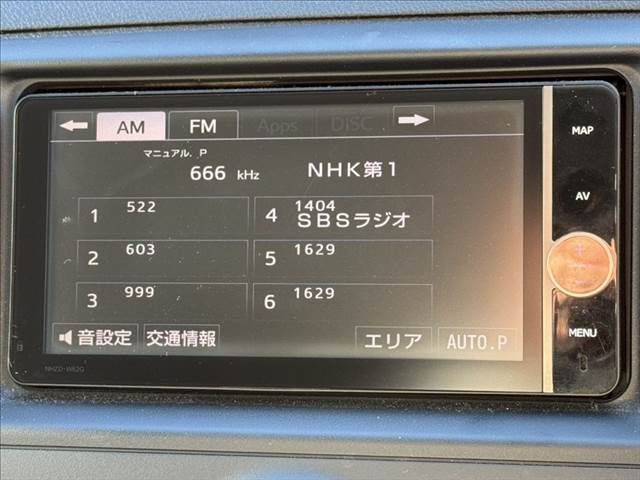 AM FM Apps DISC
MAP
マニュアル. P
666 kHz NHK第1
AV
1 522
4 1404 SBSラジオ
2 603
5 1629
3 999
6 1629
MENU
音設定 交通情報 エリア AUTO.P
NHZD-W62G